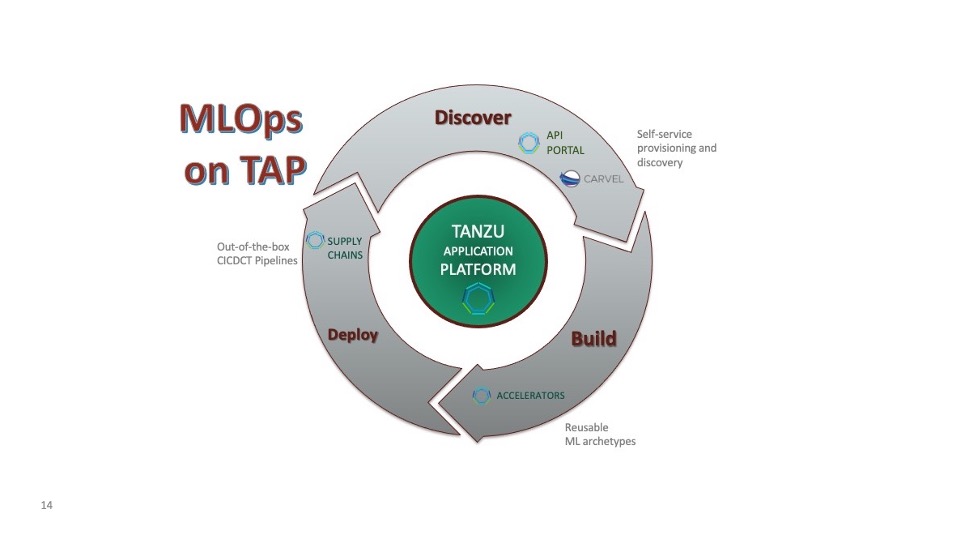 MLOps
on TAP
Discover
API
PORTAL
CARVEL
Self-service
provisioning and
discovery
TANZU
APPLICATION
PLATFORM
Out-of-the-box
CICDCT Pipelines
SUPPLY
CHAINS
Deploy
Build
ACCELERATORS
Reusable
ML archetypes
14